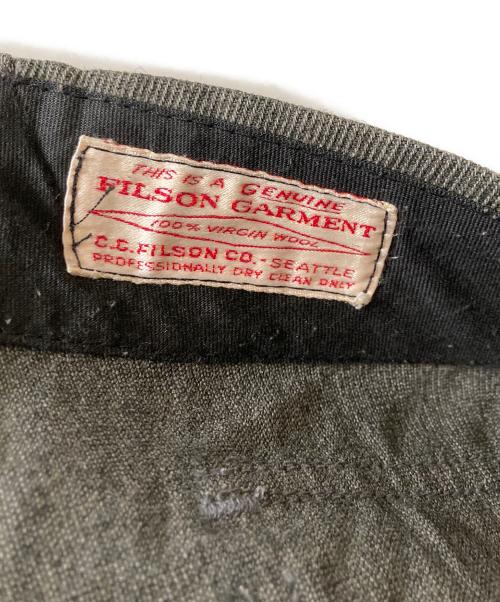 THIS IS A GENUINE
FILSON GARMENT
100% VIRGIN WOOL
C.C. FILSON CO. - SEATTLE
PROFESSIONALLY DRY CLEAN ONLY